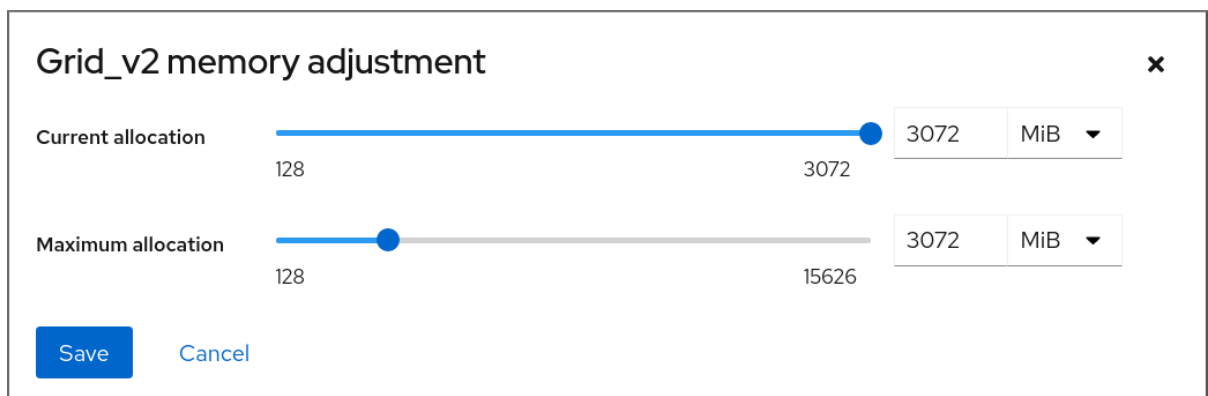 Grid_v2 memory adjustment
Current allocation
3072 MiB
128 3072
Maximum allocation
3072 MiB
128 15626
Save Cancel